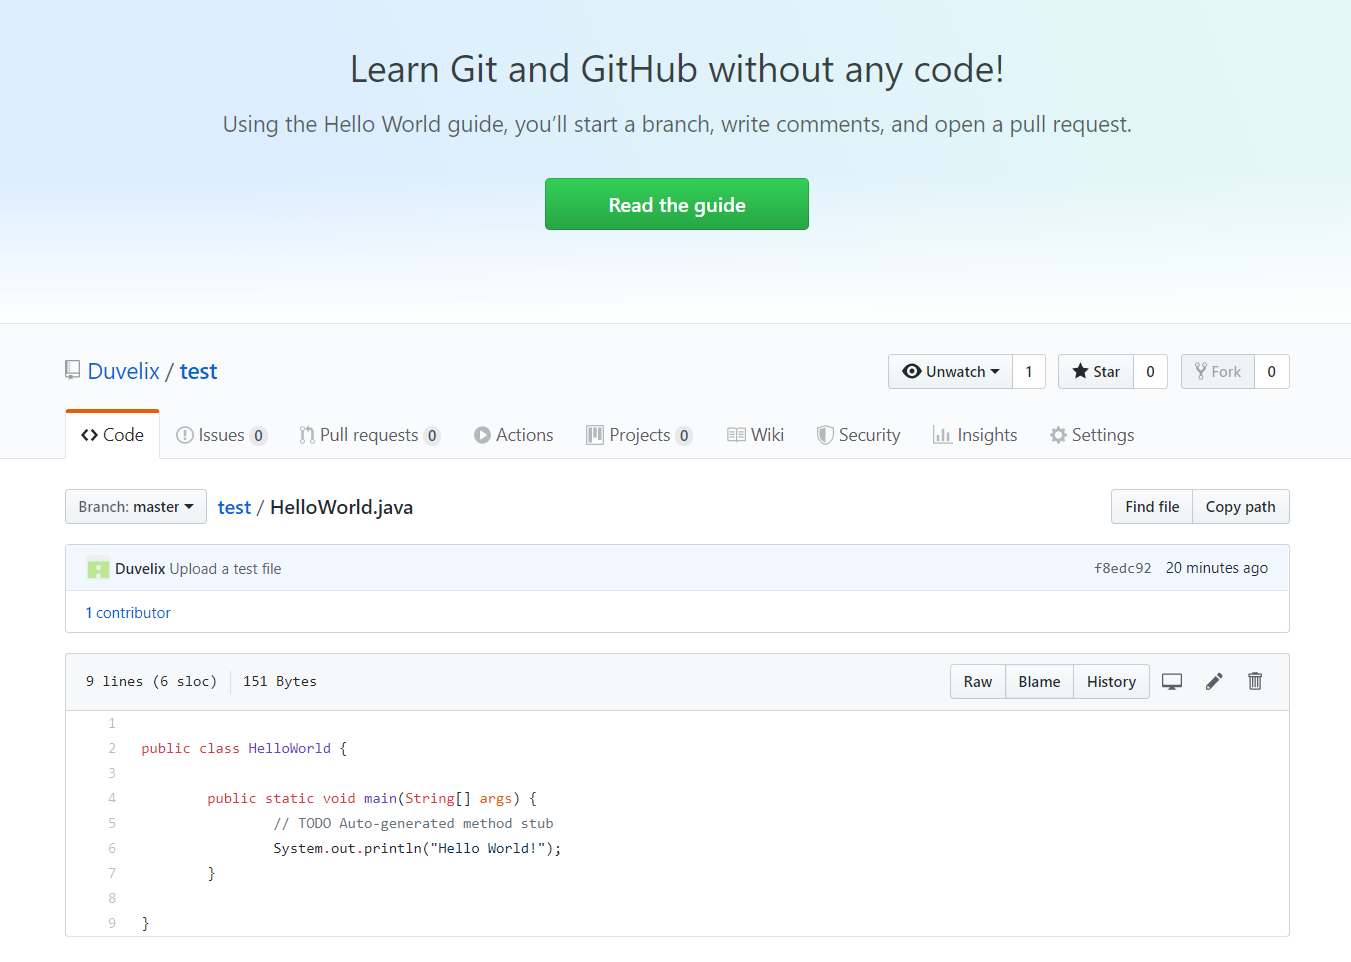 Learn Git and GitHub without any code!
Using the Hello World guide, you’ll start a branch, write comments, and open a pull request.
Read the guide
Duvelix / test
Unwatch 1 Star 0 Fork 0
Code Issues 0 Pull requests 0 Actions Projects 0 Wiki Security Insights Settings
Branch: master test / HelloWorld.java Find file Copy path
Duvelix Upload a test file f8edc92 20 minutes ago
1 contributor
9 lines (6 sloc) 151 Bytes Raw Blame History
1
2 public class HelloWorld {
3
4 public static void main(String[] args) {
5 // TODO Auto-generated method stub
6 System.out.println("Hello World!");
7 }
8
9 }